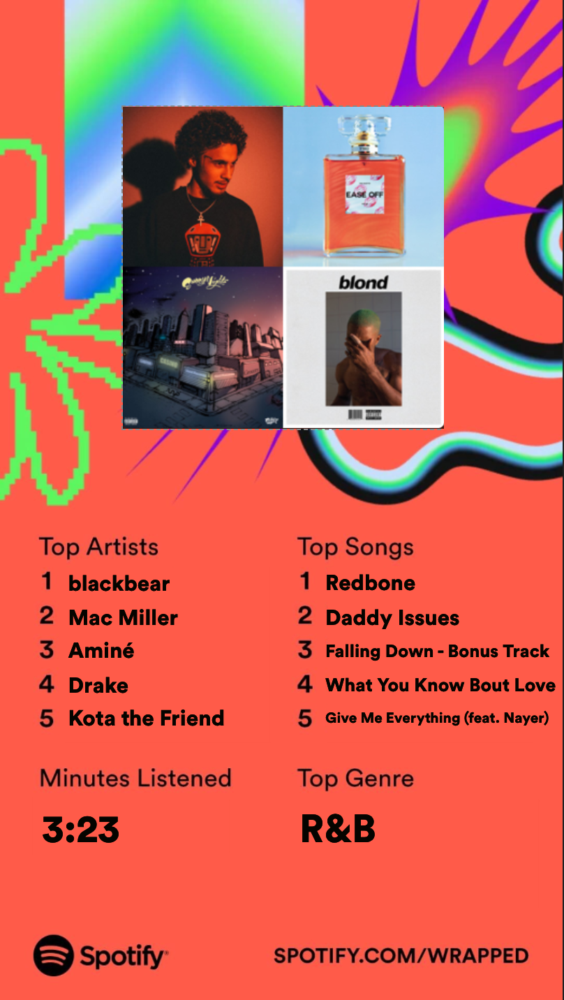 EASE OFF
blond
Top Artists
1 blackbear
2 Mac Miller
3 Aminé
4 Drake
5 Kota the Friend
Top Songs
1 Redbone
2 Daddy Issues
3 Falling Down - Bonus Track
4 What You Know Bout Love
5 Give Me Everything (feat. Nayer)
Minutes Listened
3:23
Top Genre
R&B
Spotify®
SPOTIFY.COM/WRAPPED